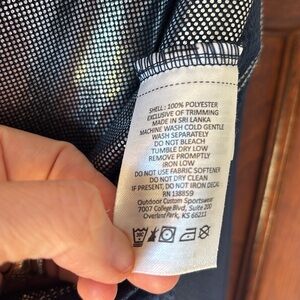 SHELL: 100% POLYESTER
EXCLUSIVE OF TRIMMING
MADE IN SRI LANKA
MACHINE WASH COLD GENTLE
WASH SEPARATELY
DO NOT BLEACH
TUMBLE DRY LOW
REMOVE PROMPTLY
IRON LOW
DO NOT USE FABRIC SOFTENER
DO NOT DRY CLEAN
IF PRESENT, DO NOT IRON DECAL
RN 138859
Outdoor Custom Sportswear
7007 College Blvd, Suite 200
Overland Park, KS 66211